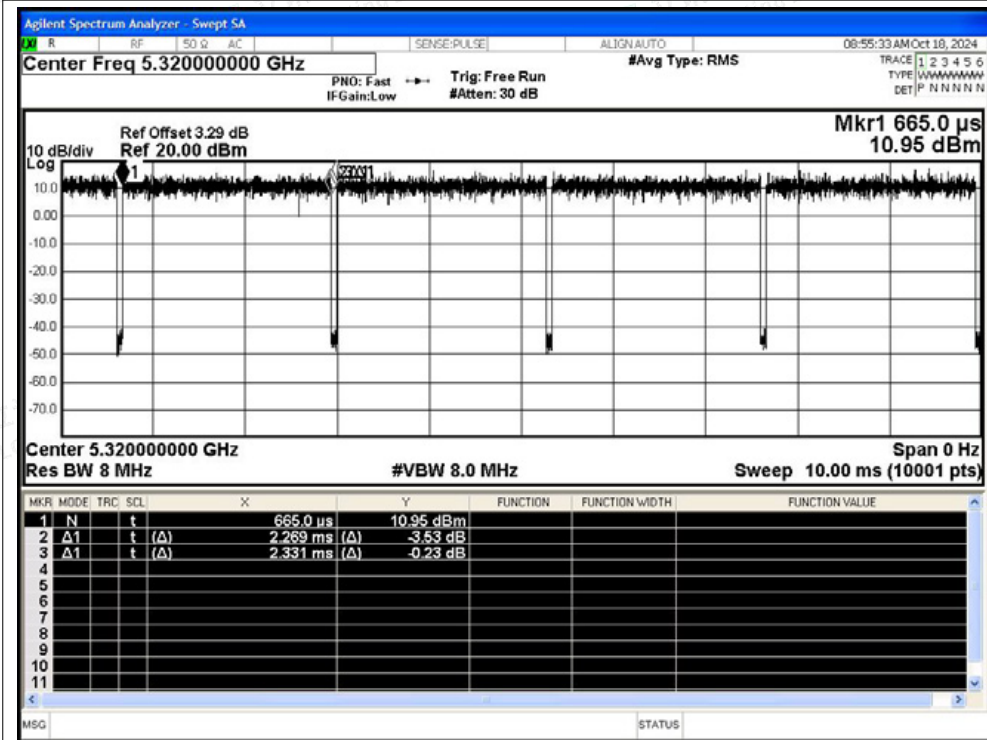 Agilent Spectrum Analyzer - Swept SA
LXI R RF 50 Ω AC SENSE:PULSE ALIGN AUTO 08:55:33 AM Oct 18, 2024
Center Freq 5.320000000 GHz #Avg Type: RMS TRACE 1 2 3 4 5 6
PNO: Fast Trig: Free Run TYPE WWWWWW
IFGain:Low #Atten: 30 dB DET P N N N N N
Mkr1 665.0 µs
Ref Offset 3.29 dB
10 dB/div Ref 20.00 dBm 10.95 dBm
Log
1
10.0
0.00
-10.0
-20.0
-30.0
-40.0
-50.0
-60.0
-70.0
Center 5.320000000 GHz Span 0 Hz
Res BW 8 MHz #VBW 8.0 MHz Sweep 10.00 ms (10001 pts)
MKR MODE TRC SCL X Y FUNCTION FUNCTION WIDTH FUNCTION VALUE
1 N t 665.0 us 10.95 dBm
2 Δ1 t (Δ) 2.269 ms (Δ) -3.53 dB
3 Δ1 t (Δ) 2.331 ms (Δ) -0.23 dB
4
5
6
7
8
9
10
11
MSG STATUS